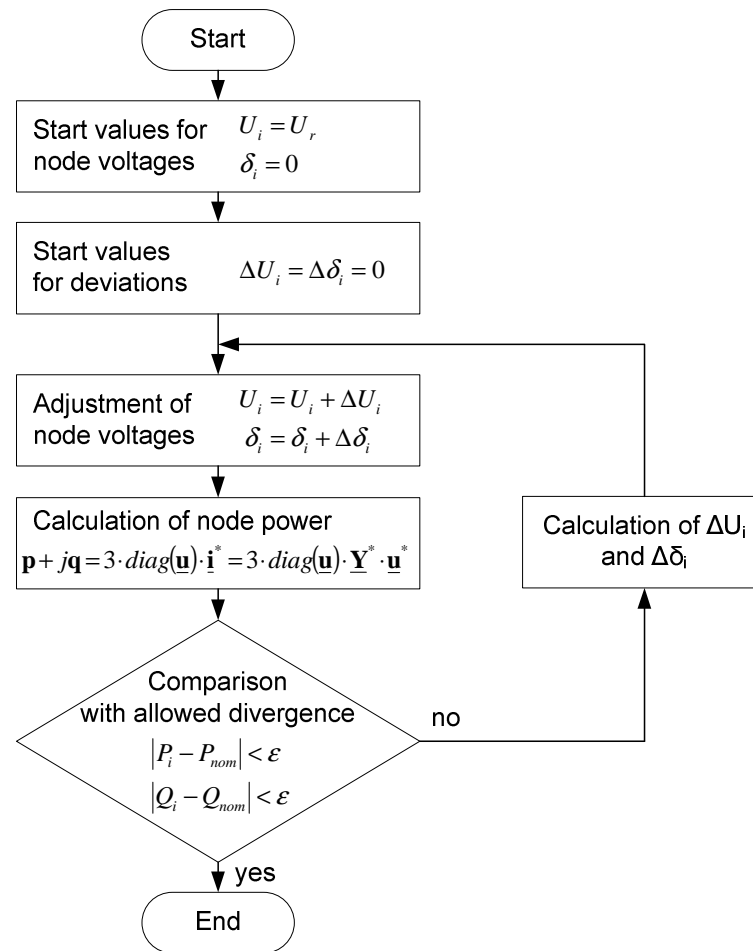 Start
Start values for
node voltages
U_i = U_r
δ_i = 0
Start values
for deviations
ΔU_i = Δδ_i = 0
Adjustment of
node voltages
U_i = U_i + ΔU_i
δ_i = δ_i + Δδ_i
Calculation of node power
p + jq = 3·diag(u)·i* = 3·diag(u)·Y*·u*
Calculation of ΔU_i
and Δδ_i
Comparison
with allowed divergence
|P_i − P_nom| < ε
|Q_i − Q_nom| < ε
no
yes
End